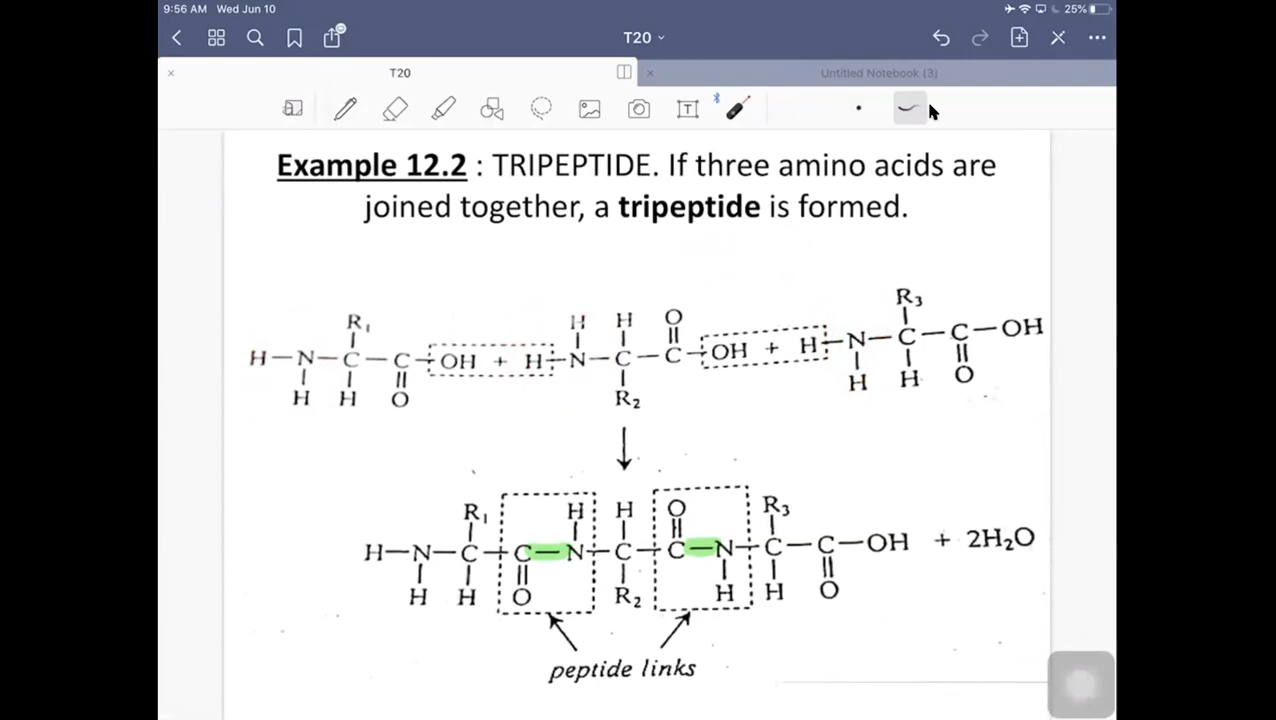 9:56 AM Wed Jun 10
25%
T20
T20
Untitled Notebook (3)
T
Example 12.2 : TRIPEPTIDE. If three amino acids are
joined together, a tripeptide is formed.
R₁ H H O R₃
H—N—C—C—OH + H—N—C—C—OH + H—N—C—C—OH
H H O R₂ H H O
R₁ H H O R₃
H—N—C—C—N—C—C—N—C—C—OH + 2H₂O
H H O R₂ H H O
peptide links